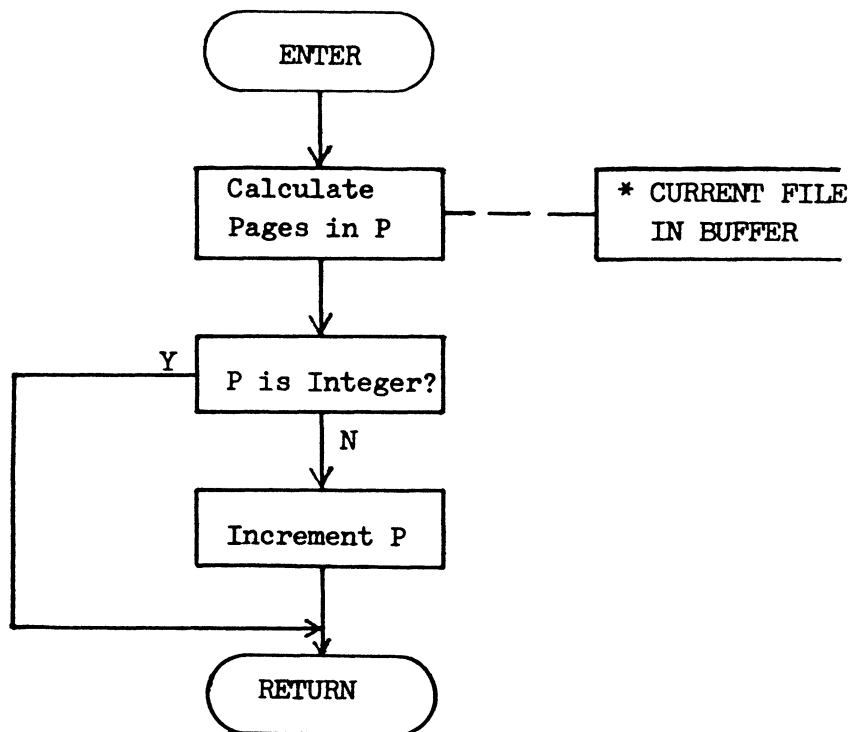 ENTER
Calculate
Pages in P
* CURRENT FILE
IN BUFFER
Y
P is Integer?
N
Increment P
RETURN